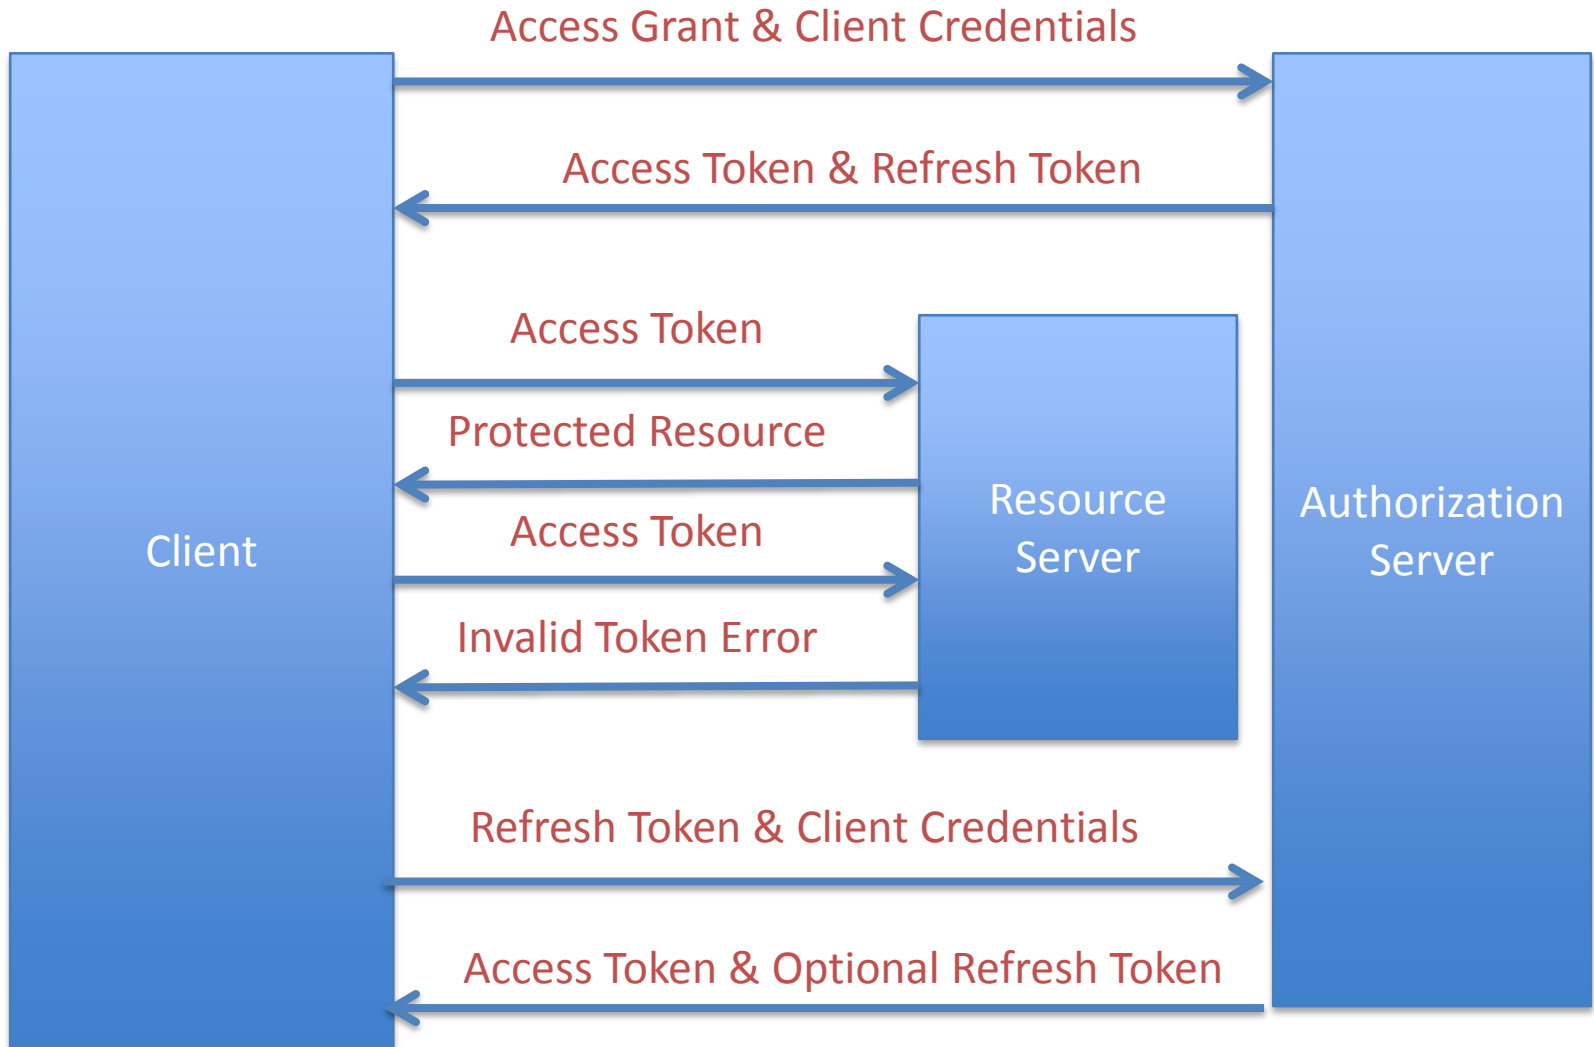 Access Grant & Client Credentials
Access Token & Refresh Token
Access Token
Protected Resource
Access Token
Invalid Token Error
Refresh Token & Client Credentials
Access Token & Optional Refresh Token
Client
Resource
Server
Authorization
Server